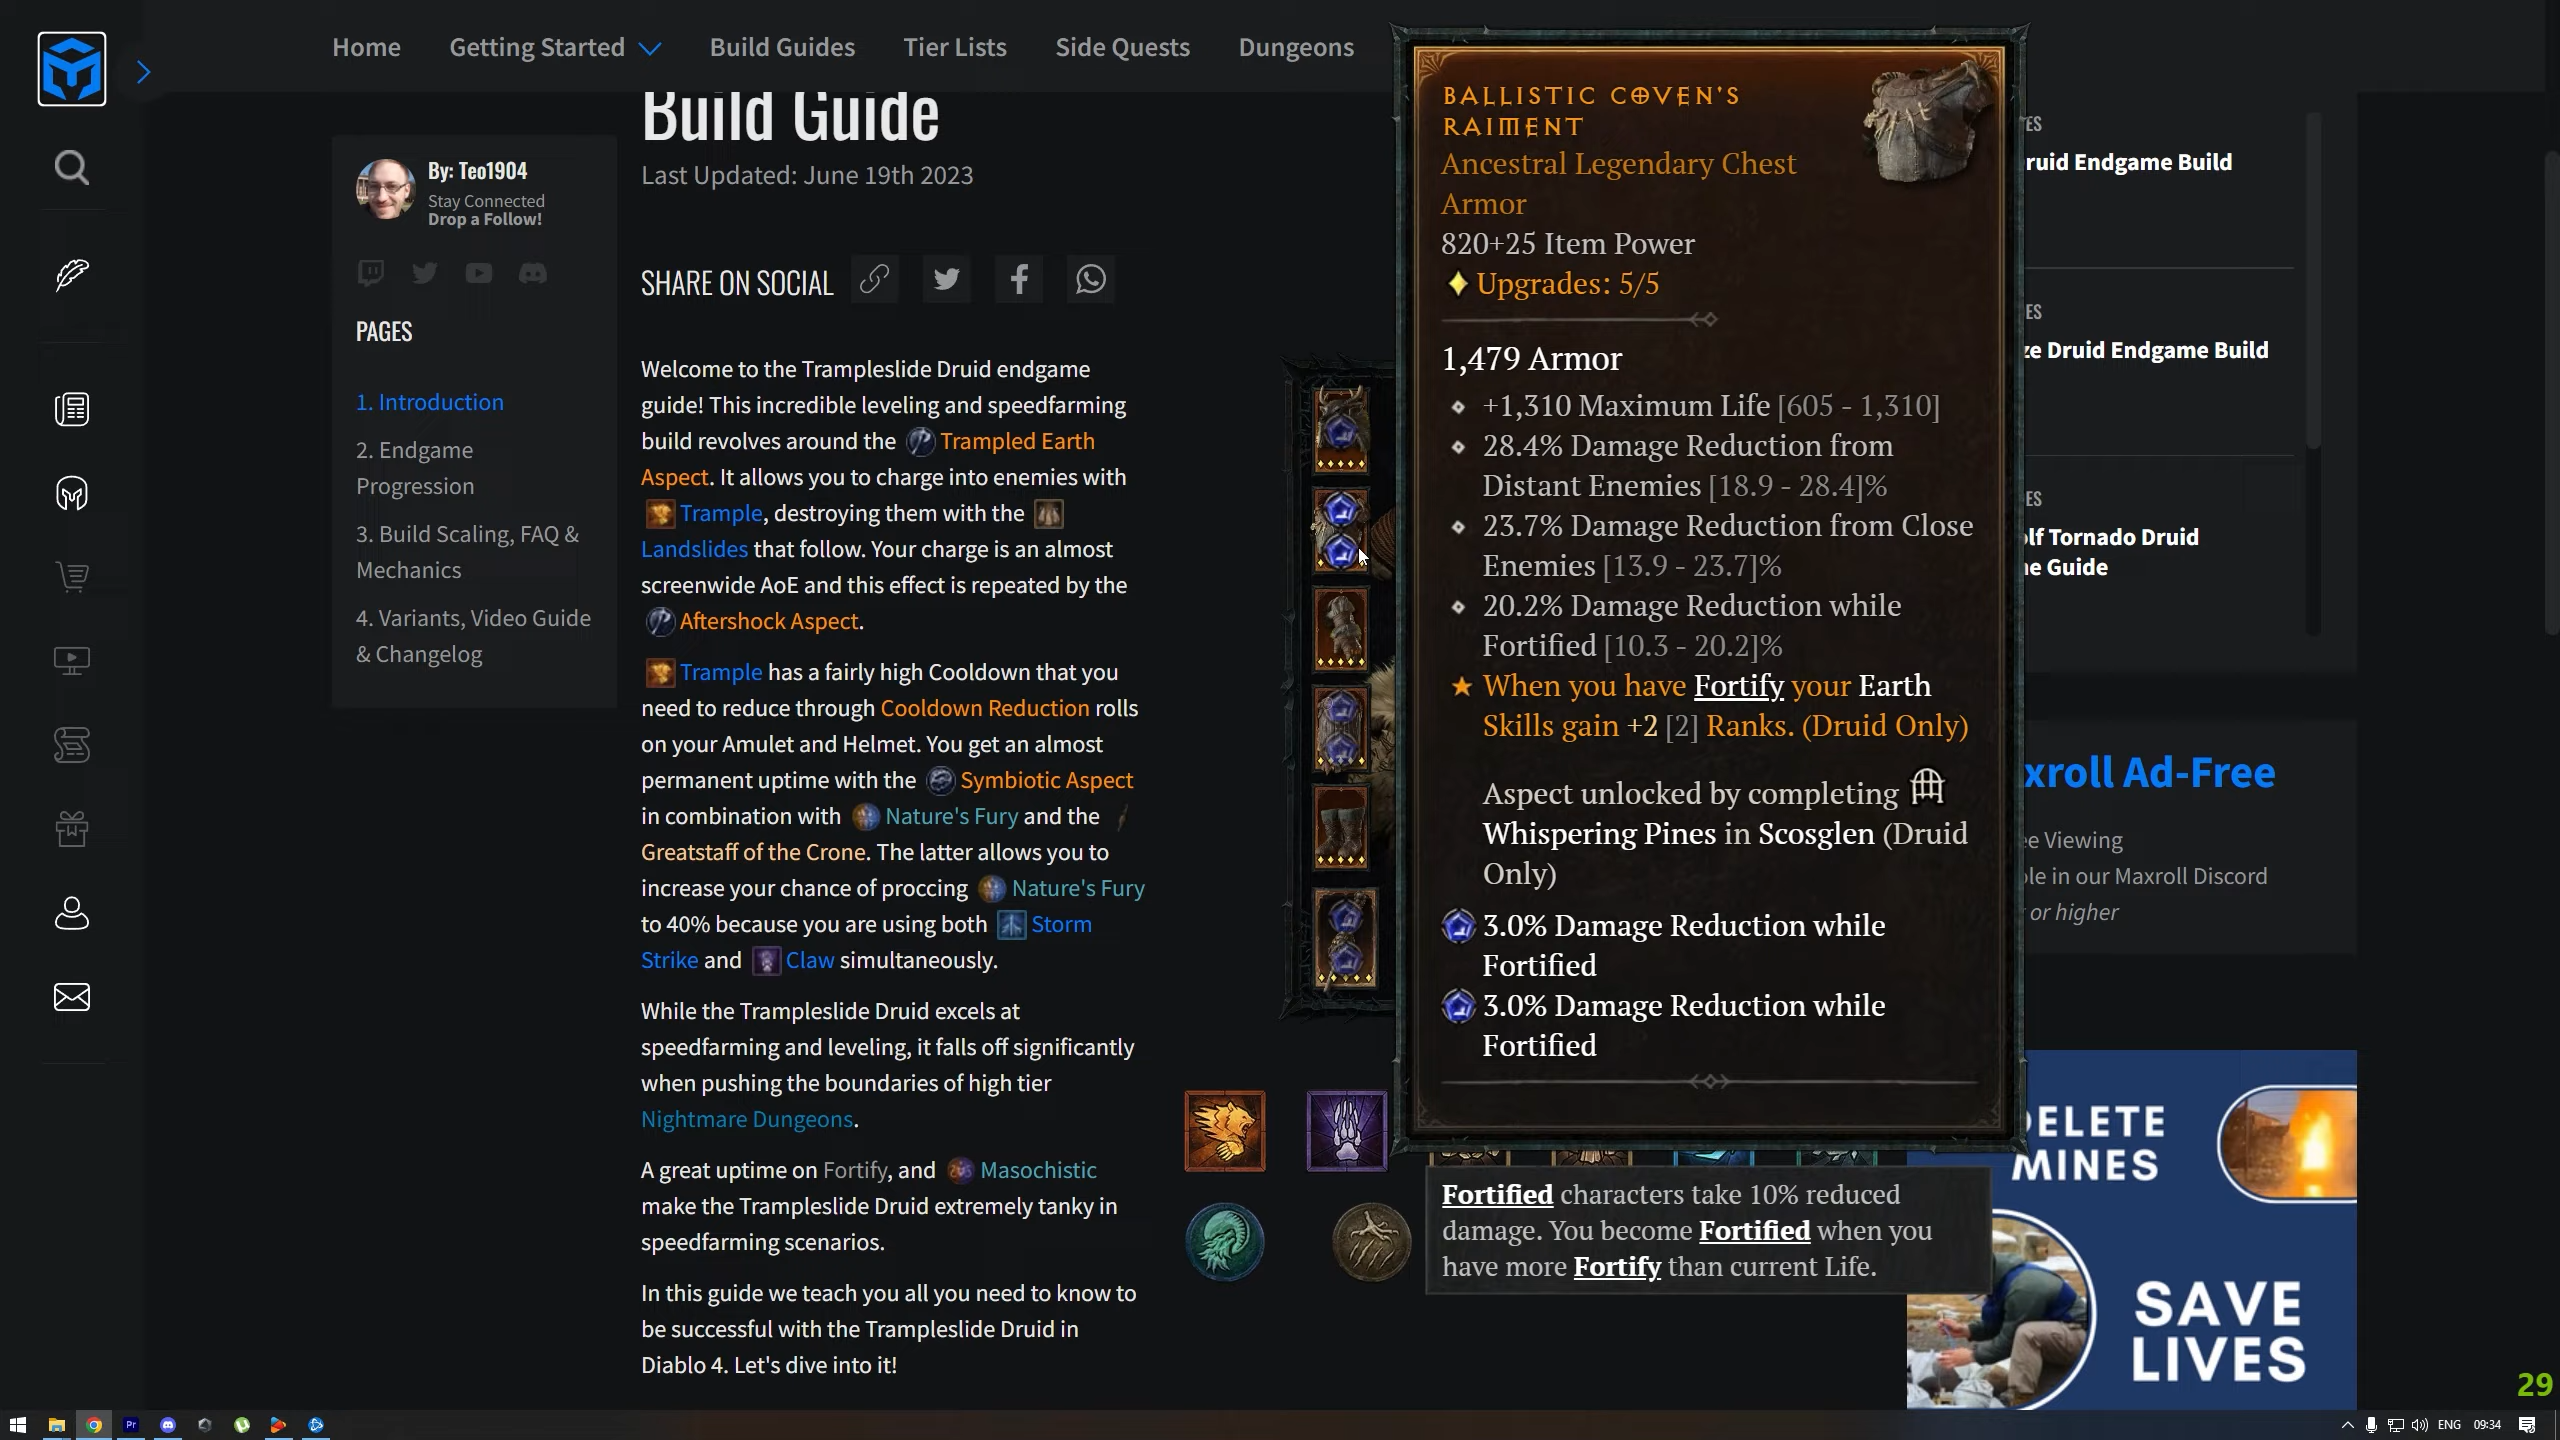 Home
Getting Started
Build Guides
Tier Lists
Side Quests
Dungeons
Build Guide
Last Updated: June 19th 2023
By: Teo1904
Stay Connected
Drop a Follow!
PAGES
1. Introduction
2. Endgame
Progression
3. Build Scaling, FAQ &
Mechanics
4. Variants, Video Guide
& Changelog
SHARE ON SOCIAL
Welcome to the Trampleslide Druid endgame
guide! This incredible leveling and speedfarming
build revolves around the Trampled Earth
Aspect. It allows you to charge into enemies with
Trample, destroying them with the
Landslides that follow. Your charge is an almost
screenwide AoE and this effect is repeated by the
Aftershock Aspect.
Trample has a fairly high Cooldown that you
need to reduce through Cooldown Reduction rolls
on your Amulet and Helmet. You get an almost
permanent uptime with the Symbiotic Aspect
in combination with Nature's Fury and the
Greatstaff of the Crone. The latter allows you to
increase your chance of proccing Nature's Fury
to 40% because you are using both Storm
Strike and Claw simultaneously.
While the Trampleslide Druid excels at
speedfarming and leveling, it falls off significantly
when pushing the boundaries of high tier
Nightmare Dungeons.
A great uptime on Fortify, and Masochistic
make the Trampleslide Druid extremely tanky in
speedfarming scenarios.
In this guide we teach you all you need to know to
be successful with the Trampleslide Druid in
Diablo 4. Let's dive into it!
BALLISTIC COVEN'S
RAIMENT
Ancestral Legendary Chest
Armor
820+25 Item Power
Upgrades: 5/5
1,479 Armor
+1,310 Maximum Life [605 - 1,310]
28.4% Damage Reduction from
Distant Enemies [18.9 - 28.4]%
23.7% Damage Reduction from Close
Enemies [13.9 - 23.7]%
20.2% Damage Reduction while
Fortified [10.3 - 20.2]%
When you have Fortify your Earth
Skills gain +2 [2] Ranks. (Druid Only)
Aspect unlocked by completing
Whispering Pines in Scosglen (Druid
Only)
3.0% Damage Reduction while
Fortified
3.0% Damage Reduction while
Fortified
Fortified characters take 10% reduced
damage. You become Fortified when you
have more Fortify than current Life.
ES
ruid Endgame Build
ES
ze Druid Endgame Build
ES
lf Tornado Druid
ne Guide
xroll Ad-Free
ee Viewing
ole in our Maxroll Discord
or higher
ELETE
MINES
SAVE
LIVES
29
Pr
ENG
09:34